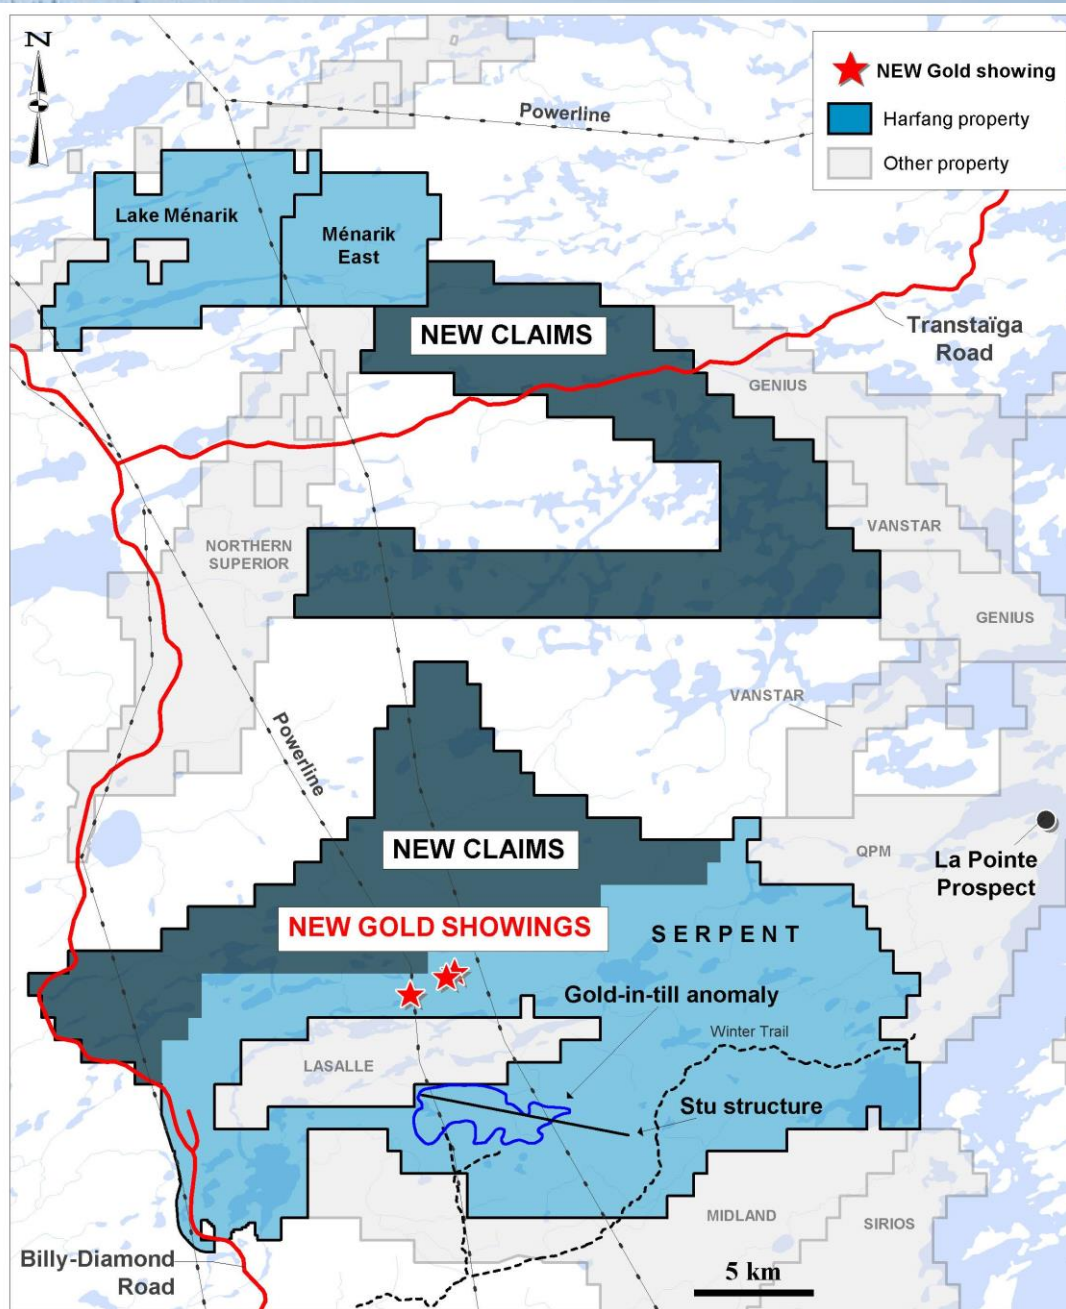 N
NEW Gold showing
Harfang property
Other property
Powerline
Lake Ménarik
Ménarik
East
NEW CLAIMS
Transtaïga
Road
GENIUS
VANSTAR
NORTHERN
SUPERIOR
GENIUS
VANSTAR
Powerline
NEW CLAIMS
QPM
La Pointe
Prospect
NEW GOLD SHOWINGS
SERPENT
Gold-in-till anomaly
Winter Trail
LASALLE
Stu structure
MIDLAND
SIRIOS
Billy-Diamond
Road
5 km